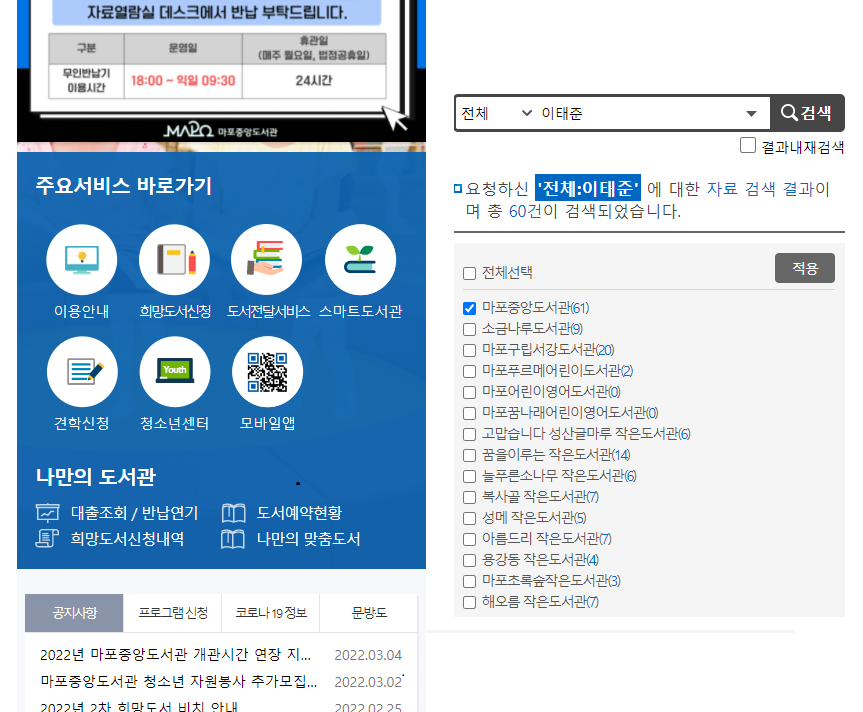 자료열람실 데스크에서 반납 부탁드립니다.
구분 운영일 휴관일
(매주 월요일, 법정공휴일)
무인반납기
이용시간 18:00 ~ 익일 09:30 24시간
MAPO 마포중앙도서관
주요서비스 바로가기
이용안내 희망도서신청 도서전달서비스 스마트도서관
Youth
견학신청 청소년센터 모바일앱
나만의 도서관
대출조회 / 반납연기 도서예약현황
희망도서신청내역 나만의 맞춤도서
공지사항 프로그램 신청 코로나 19 정보 문방도
2022년 마포중앙도서관 개관시간 연장 지... 2022.03.04
마포중앙도서관 청소년 자원봉사 추가모집... 2022.03.02
2022년 2차 희망도서 비치 안내 2022.02.25
전체 이태준 검색
결과내재검색
요청하신 '전체:이태준' 에 대한 자료 검색 결과이
며 총 60건이 검색되었습니다.
전체선택 적용
마포중앙도서관(61)
소금나루도서관(9)
마포구립서강도서관(20)
마포푸르메어린이도서관(2)
마포어린이영어도서관(0)
마포꿈나래어린이영어도서관(0)
고맙습니다 성산글마루 작은도서관(6)
꿈을이루는 작은도서관(14)
늘푸른소나무 작은도서관(6)
복사골 작은도서관(7)
성메 작은도서관(5)
아름드리 작은도서관(7)
용강동 작은도서관(4)
마포초록숲작은도서관(3)
해오름 작은도서관(7)